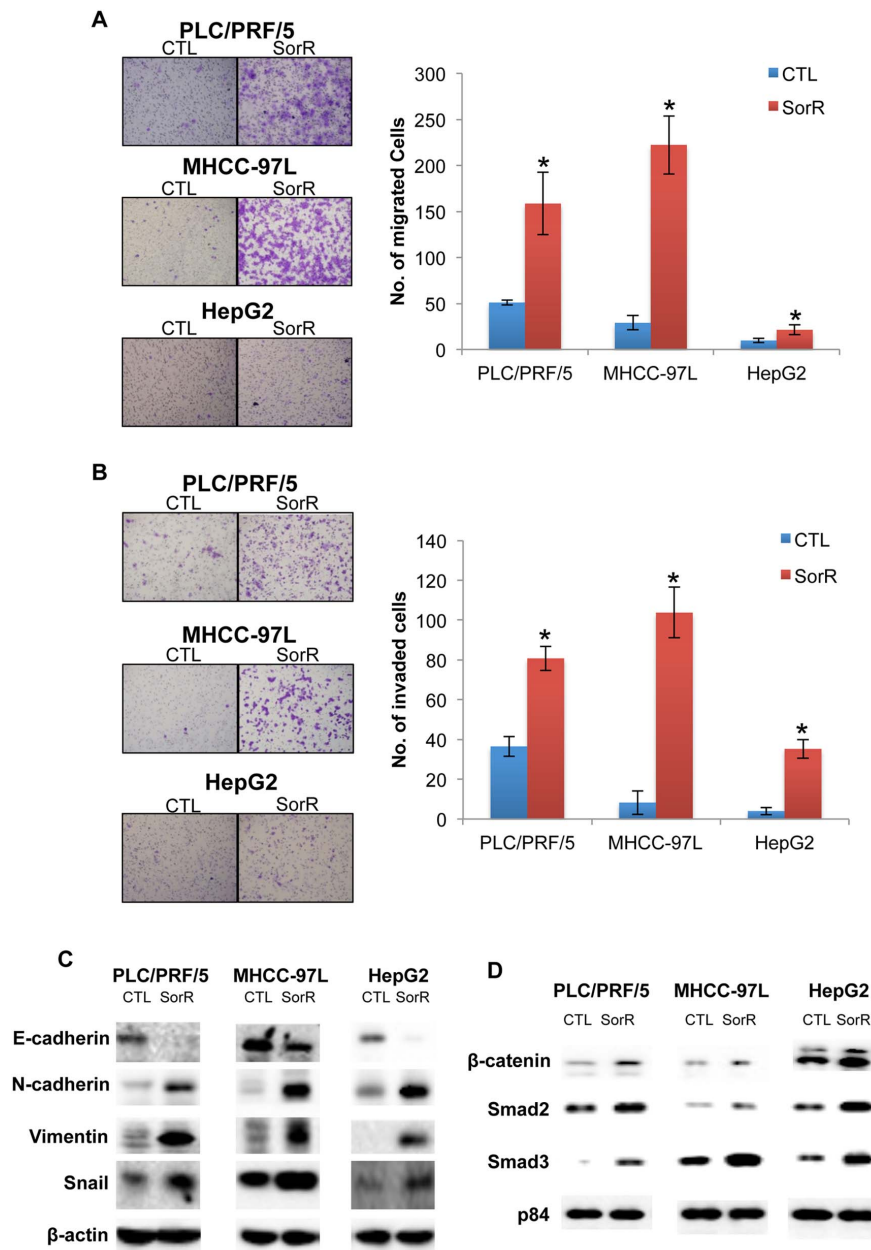 A
PLC/PRF/5
CTL SorR
MHCC-97L
CTL SorR
HepG2
CTL SorR
No. of migrated Cells
300
250
200
150
100
50
0
* * *
CTL
SorR
PLC/PRF/5 MHCC-97L HepG2
B
PLC/PRF/5
CTL SorR
MHCC-97L
CTL SorR
HepG2
CTL SorR
No. of invaded cells
140
120
100
80
60
40
20
0
* * *
CTL
SorR
PLC/PRF/5 MHCC-97L HepG2
C
PLC/PRF/5 MHCC-97L HepG2
CTL SorR CTL SorR CTL SorR
E-cadherin
N-cadherin
Vimentin
Snail
β-actin
D
PLC/PRF/5 MHCC-97L HepG2
CTL SorR CTL SorR CTL SorR
β-catenin
Smad2
Smad3
p84